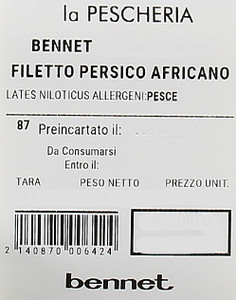 la PESCHERIA
BENNET
FILETTO PERSICO AFRICANO
LATES NILOTICUS ALLERGENI:PESCE
87 Preincartato il:
Da Consumarsi
Entro il:
TARA PESO NETTO PREZZO UNIT.
2 140870 006424
bennet